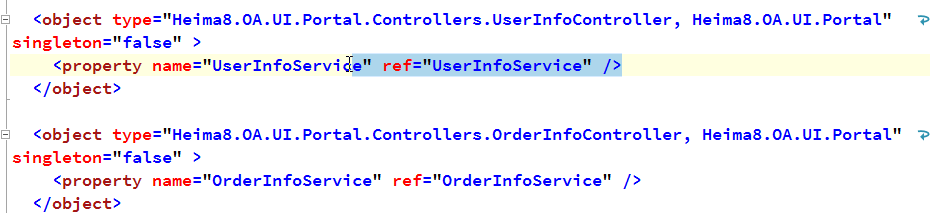 <object type="Heima8.OA.UI.Portal.Controllers.UserInfoController, Heima8.OA.UI.Portal"
singleton="false" >
<property name="UserInfoService" ref="UserInfoService" />
</object>
<object type="Heima8.OA.UI.Portal.Controllers.OrderInfoController, Heima8.OA.UI.Portal"
singleton="false" >
<property name="OrderInfoService" ref="OrderInfoService" />
</object>